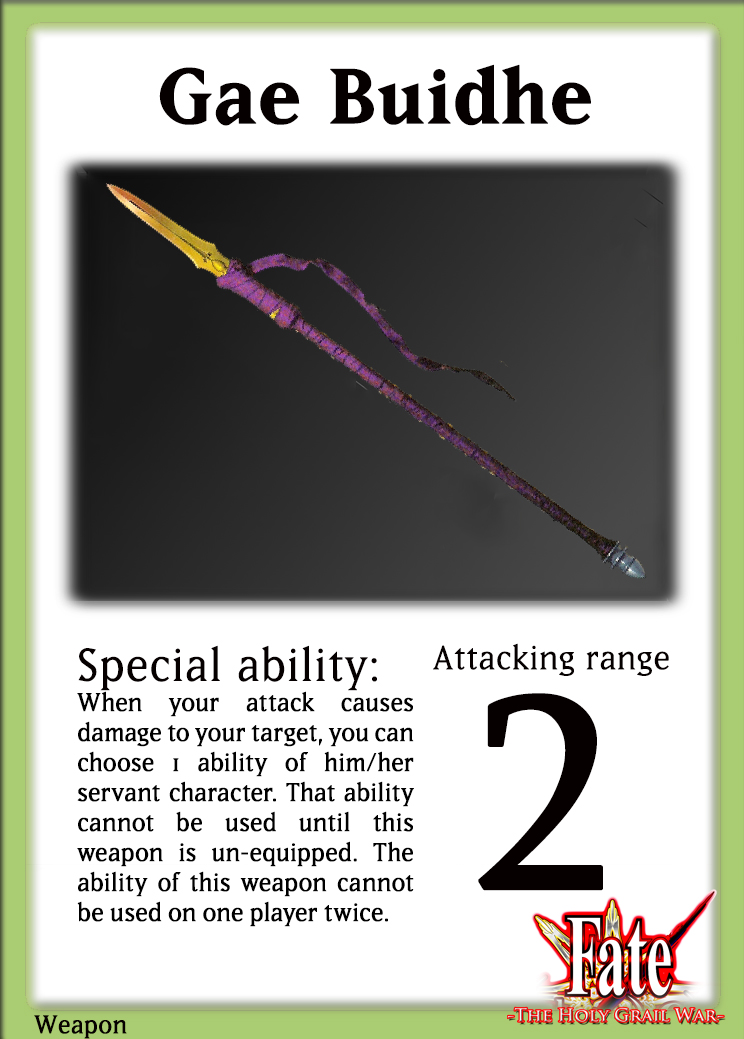 Gae Buidhe
Special ability:
When your attack causes
damage to your target, you can
choose 1 ability of him/her
servant character. That ability
cannot be used until this
weapon is un-equipped. The
ability of this weapon cannot
be used on one player twice.
Attacking range
2
Fate
-THE HOLY GRAIL WAR-
Weapon